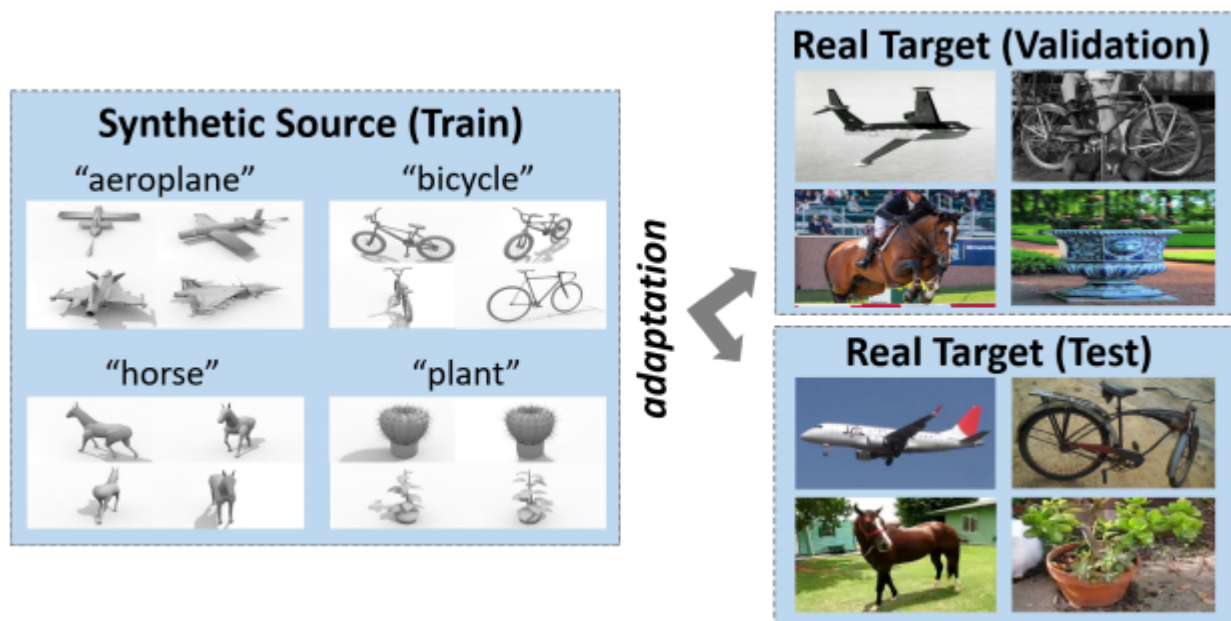 Synthetic Source (Train)
“aeroplane”
“bicycle”
“horse”
“plant”
adaptation
Real Target (Validation)
Real Target (Test)